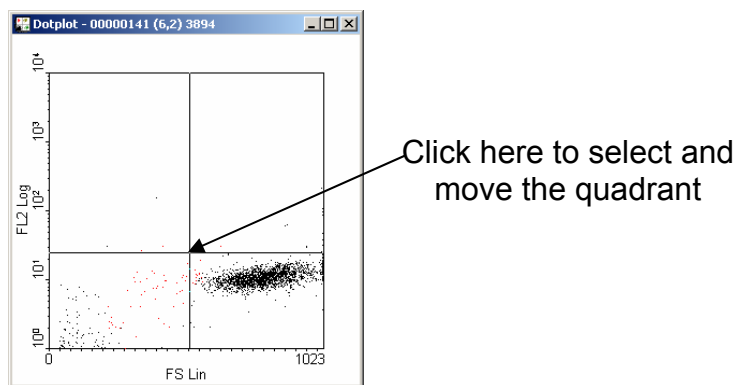 Dotplot - 00000141 (6,2) 3894
10⁴
10³
10²
10¹
10⁰
FL2 Log
0
1023
FS Lin
Click here to select and
move the quadrant